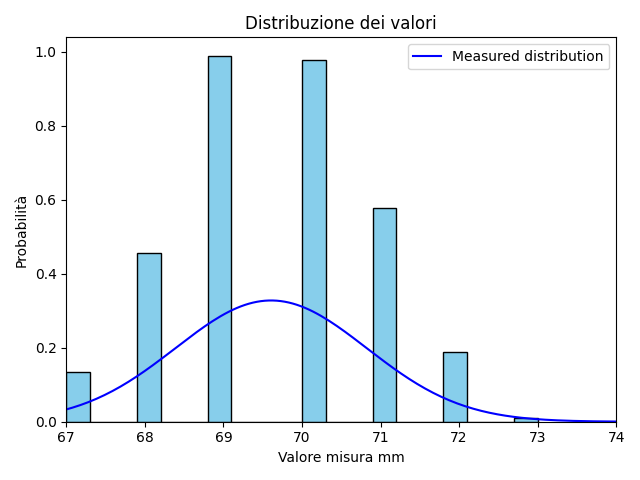 Distribuzione dei valori
Measured distribution
1.0
0.8
0.6
0.4
0.2
0.0
Probabilità
67 68 69 70 71 72 73 74
Valore misura mm